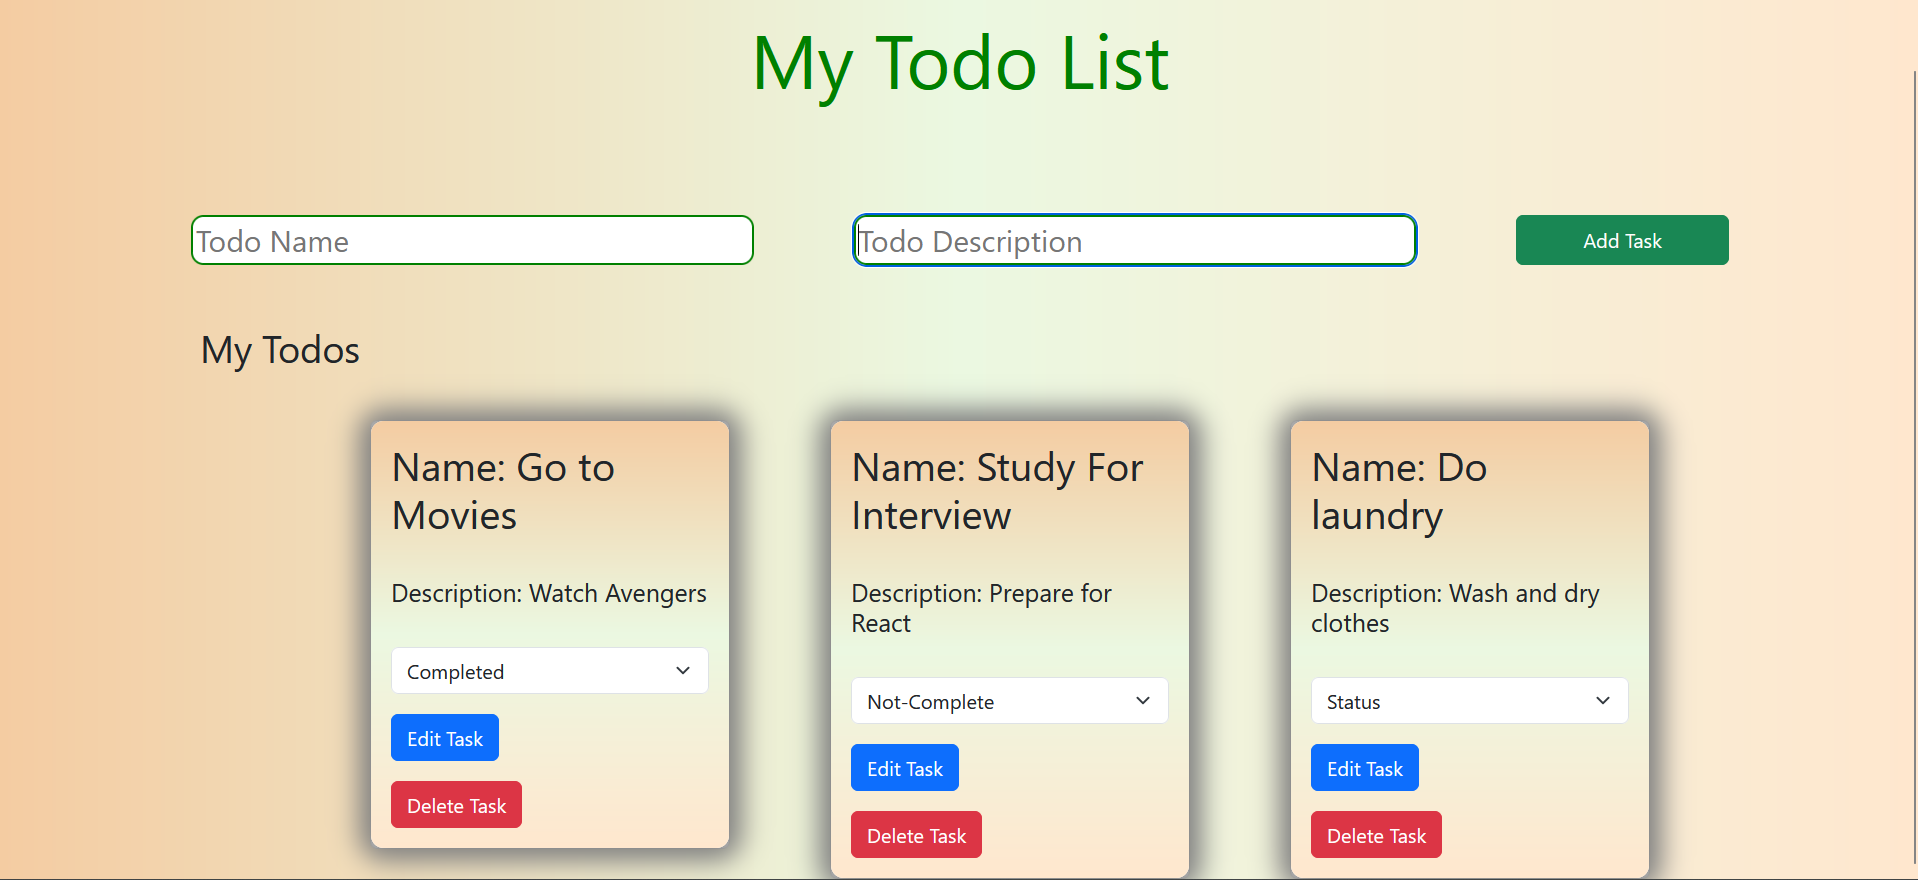 My Todo List
Todo Name
Todo Description
Add Task
My Todos
Name: Go to
Movies
Description: Watch Avengers
Completed
Edit Task
Delete Task
Name: Study For
Interview
Description: Prepare for
React
Not-Complete
Edit Task
Delete Task
Name: Do
laundry
Description: Wash and dry
clothes
Status
Edit Task
Delete Task